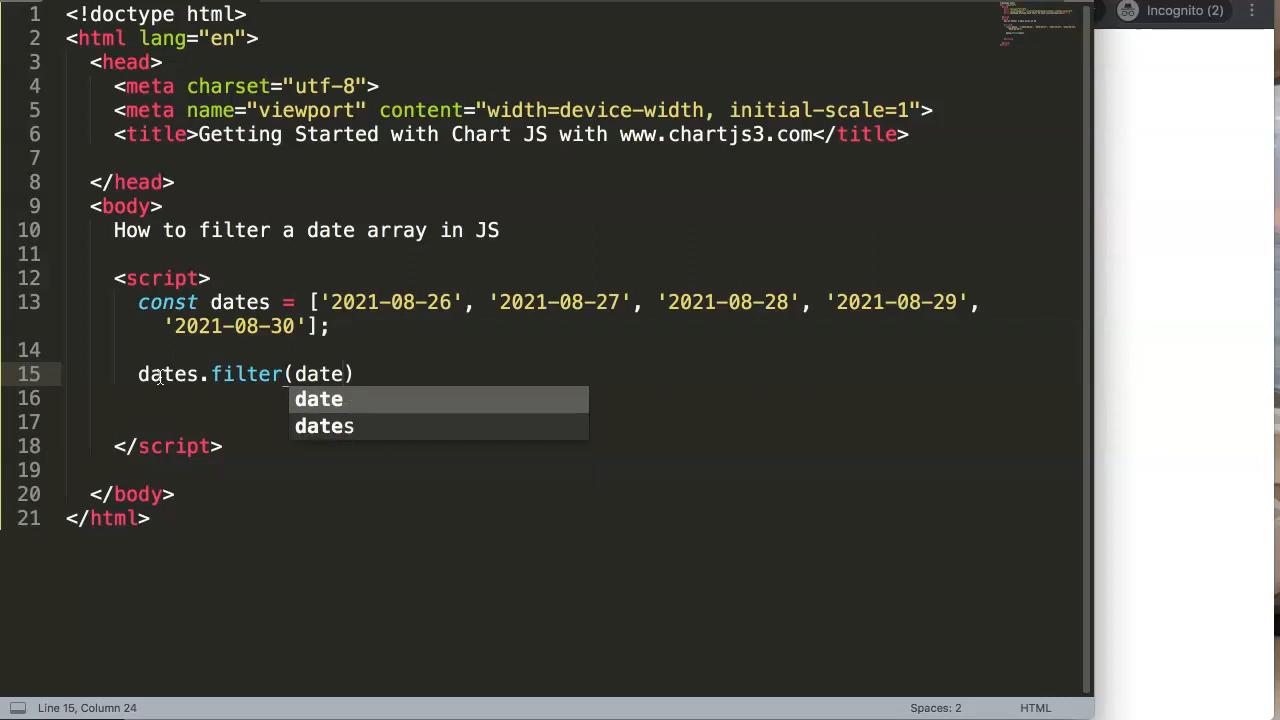 Incognito (2)
1 <!doctype html>
2 <html lang="en">
3 <head>
4 <meta charset="utf-8">
5 <meta name="viewport" content="width=device-width, initial-scale=1">
6 <title>Getting Started with Chart JS with www.chartjs3.com</title>
7
8 </head>
9 <body>
10 How to filter a date array in JS
11
12 <script>
13 const dates = ['2021-08-26', '2021-08-27', '2021-08-28', '2021-08-29',
'2021-08-30'];
14
15 dates.filter(date)
16 date
17 dates
18 </script>
19
20 </body>
21 </html>
Line 15, Column 24 Spaces: 2 HTML